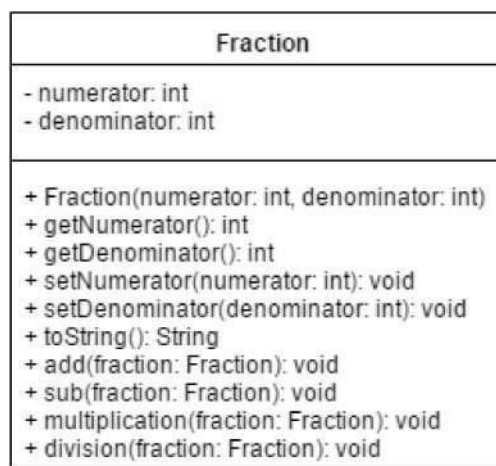 Fraction
- numerator: int
- denominator: int
+ Fraction(numerator: int, denominator: int)
+ getNumerator(): int
+ getDenominator(): int
+ setNumerator(numerator: int): void
+ setDenominator(denominator: int): void
+ toString(): String
+ add(fraction: Fraction): void
+ sub(fraction: Fraction): void
+ multiplication(fraction: Fraction): void
+ division(fraction: Fraction): void